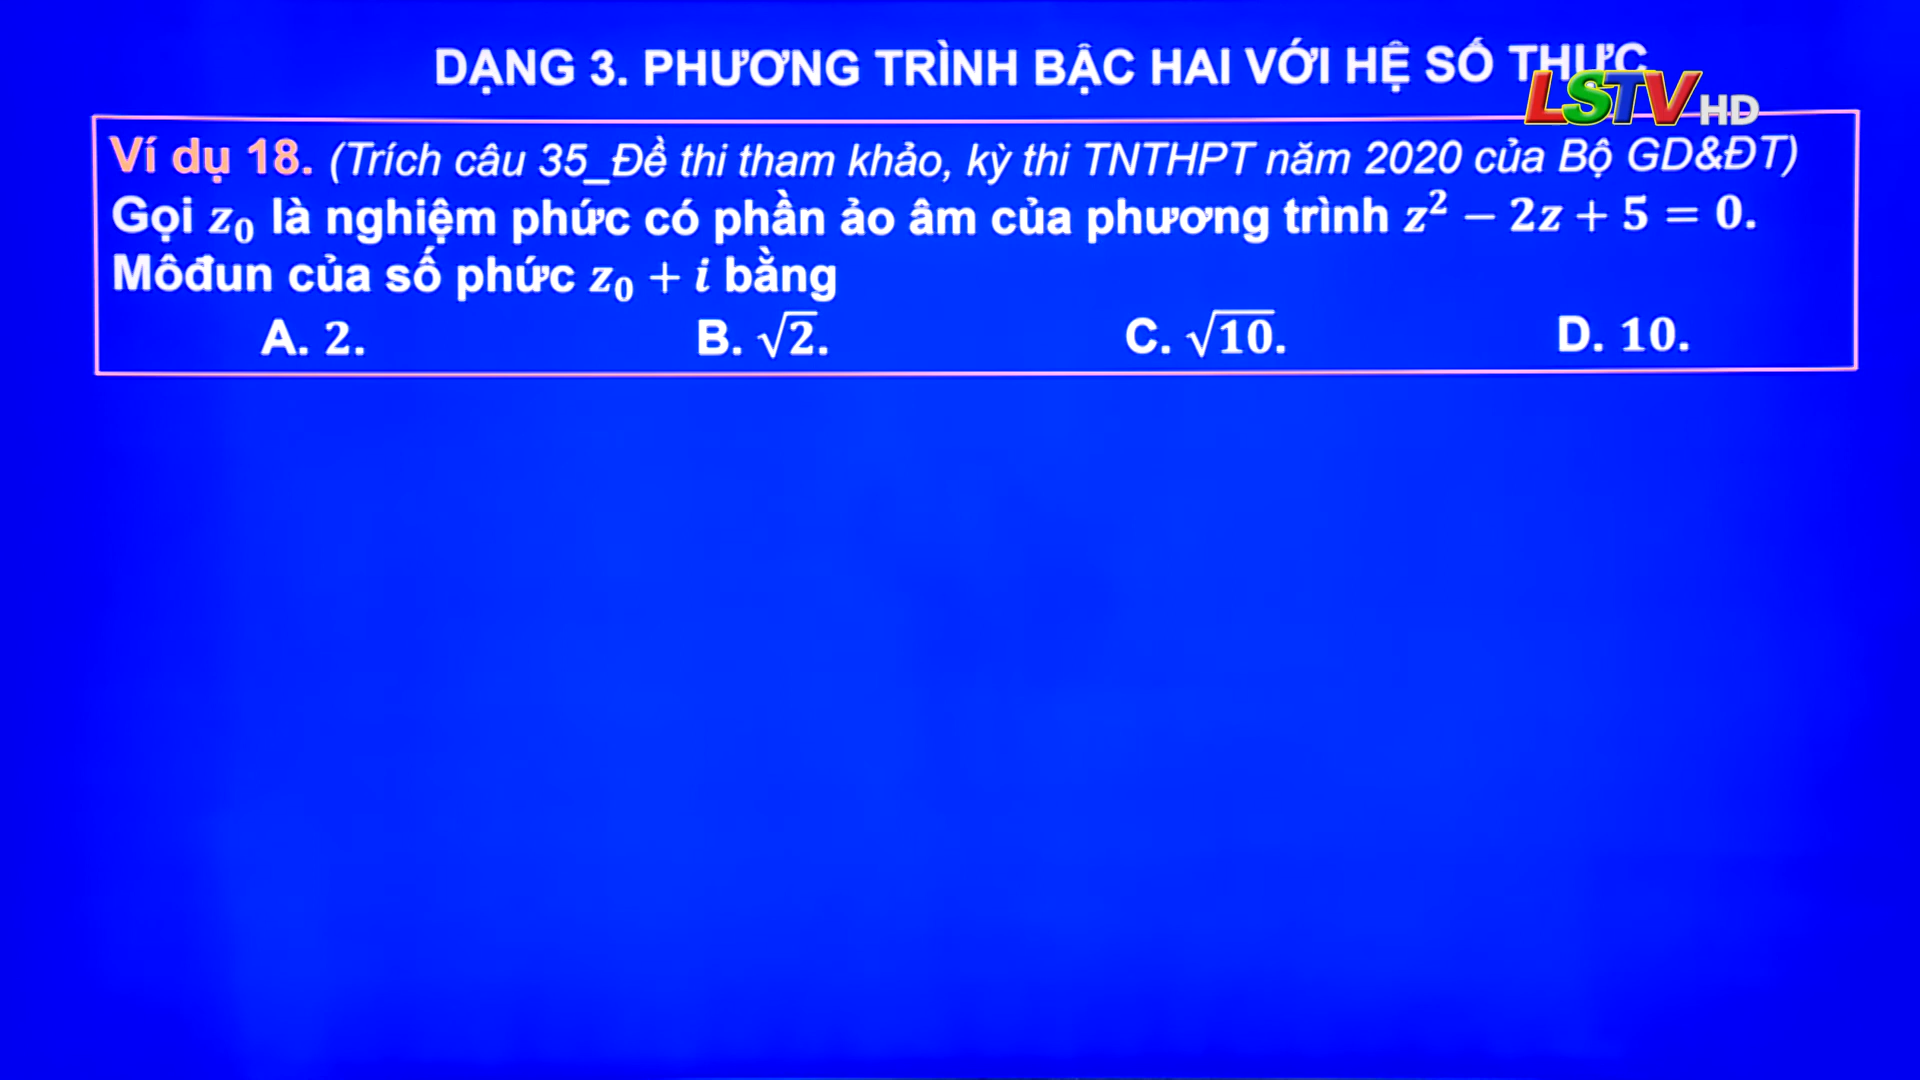 DẠNG 3. PHƯƠNG TRÌNH BẬC HAI VỚI HỆ SỐ THỰC
LSTV HD
Ví dụ 18. (Trích câu 35_Đề thi tham khảo, kỳ thi TNTHPT năm 2020 của Bộ GD&ĐT)
Gọi z₀ là nghiệm phức có phần ảo âm của phương trình z² − 2z + 5 = 0.
Môđun của số phức z₀ + i bằng
A. 2. B. √2. C. √10. D. 10.